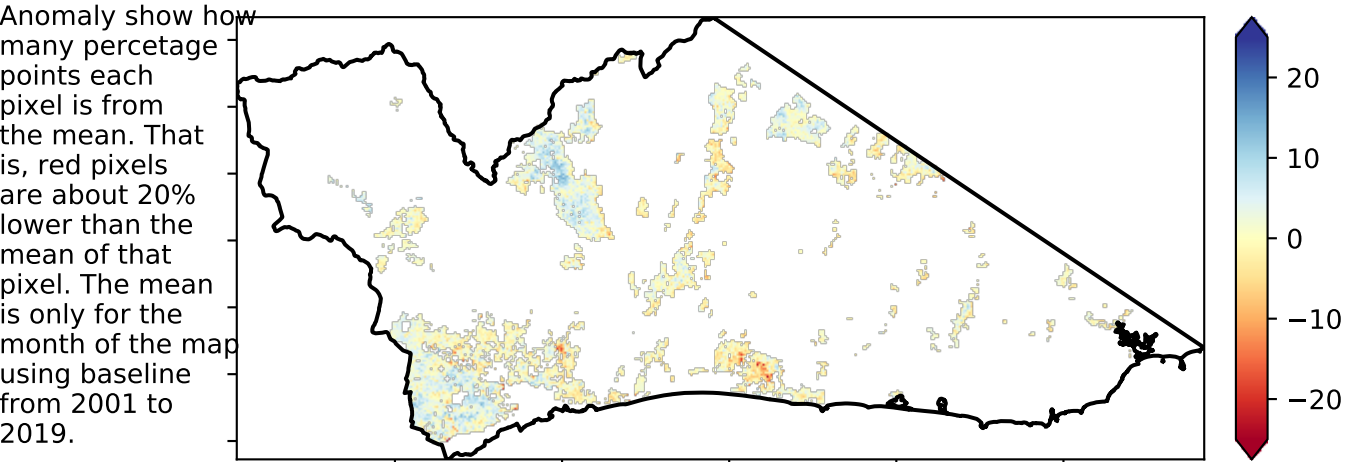 Anomaly show how
many percetage
points each
pixel is from
the mean. That
is, red pixels
are about 20%
lower than the
mean of that
pixel. The mean
is only for the
month of the map
using baseline
from 2001 to
2019.
20
10
0
−10
−20